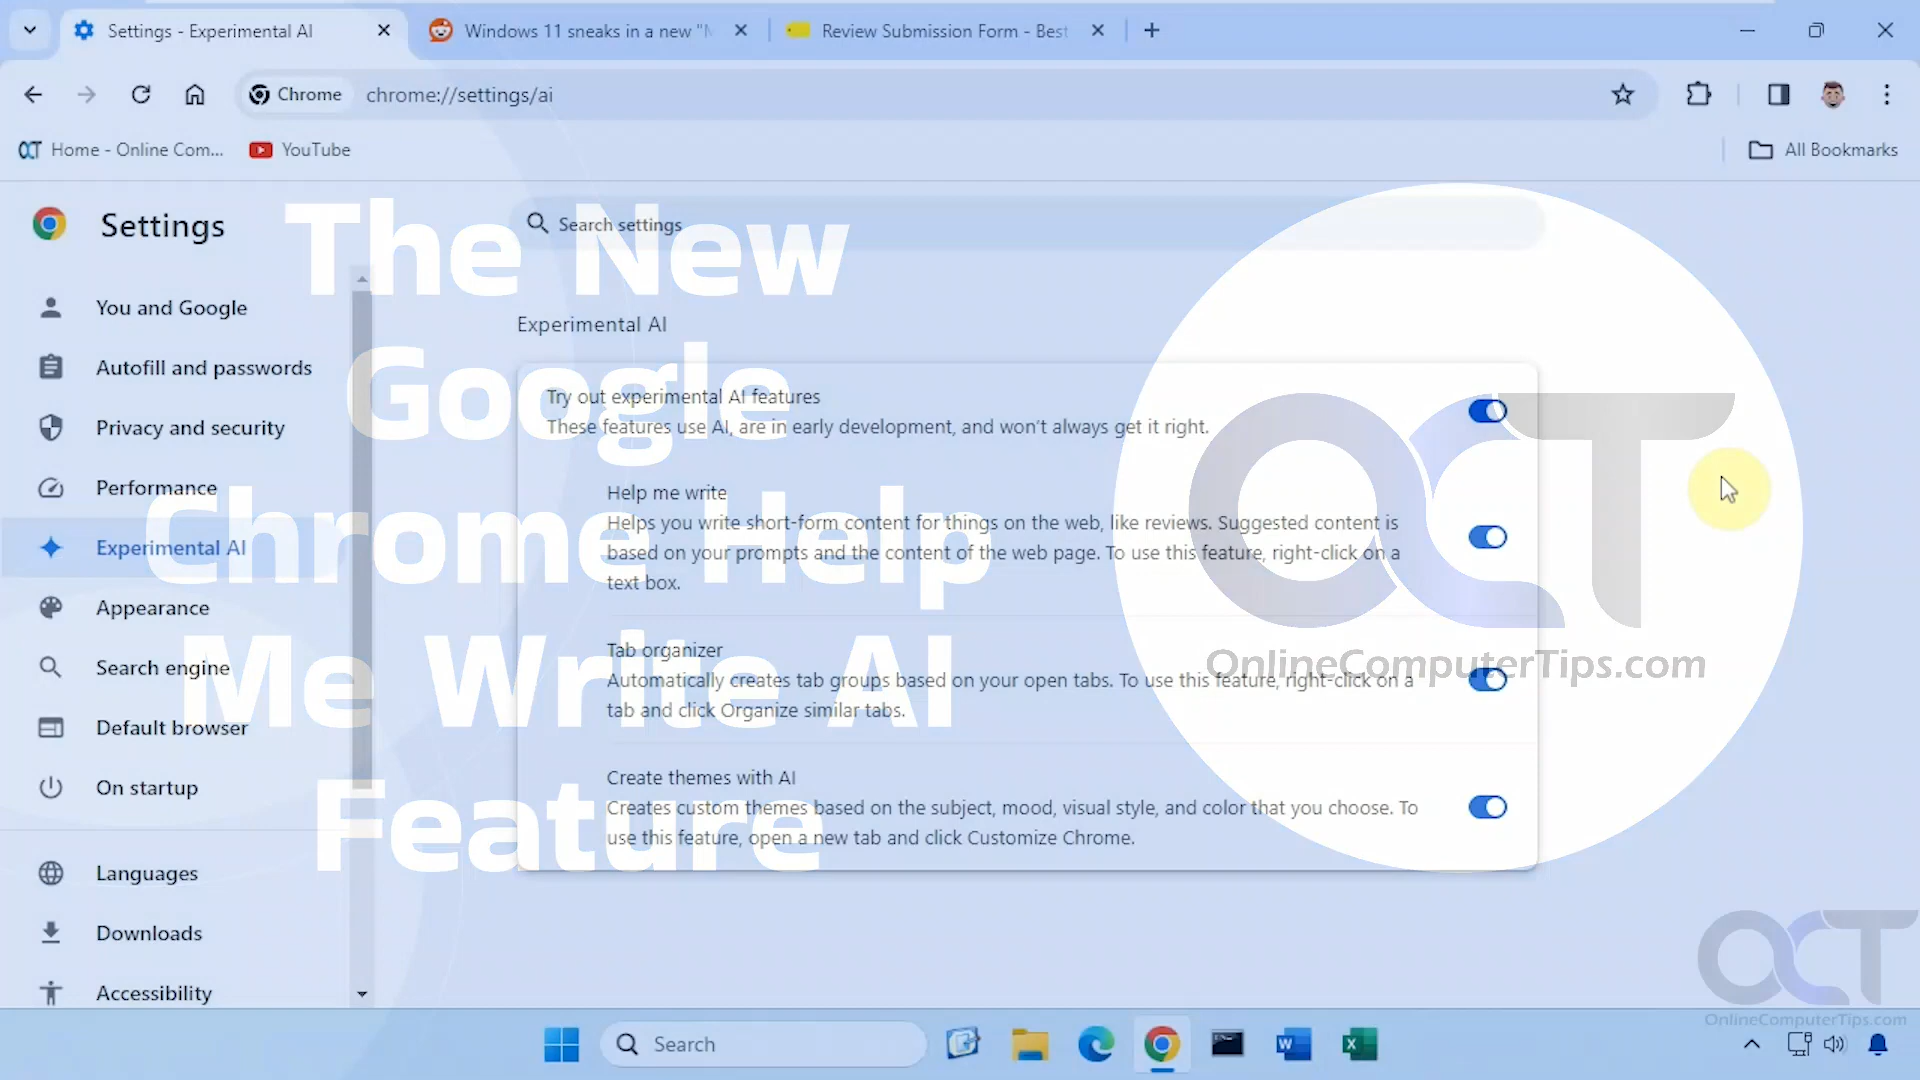 Settings - Experimental AI
Windows 11 sneaks in a new "M
Review Submission Form - Best
Chrome
chrome://settings/ai
OCT Home - Online Com...
YouTube
All Bookmarks
Settings
Search settings
The New
Google
Chrome Help
Me Write AI
Feature
OCT
OnlineComputerTips.com
You and Google
Autofill and passwords
Privacy and security
Performance
Experimental AI
Appearance
Search engine
Default browser
On startup
Languages
Downloads
Accessibility
Experimental AI
Try out experimental AI features
These features use AI, are in early development, and won't always get it right.
Help me write
Helps you write short-form content for things on the web, like reviews. Suggested content is
based on your prompts and the content of the web page. To use this feature, right-click on a
text box.
Tab organizer
Automatically creates tab groups based on your open tabs. To use this feature, right-click on a
tab and click Organize similar tabs.
Create themes with AI
Creates custom themes based on the subject, mood, visual style, and color that you choose. To
use this feature, open a new tab and click Customize Chrome.
OCT
OnlineComputerTips.com
Search